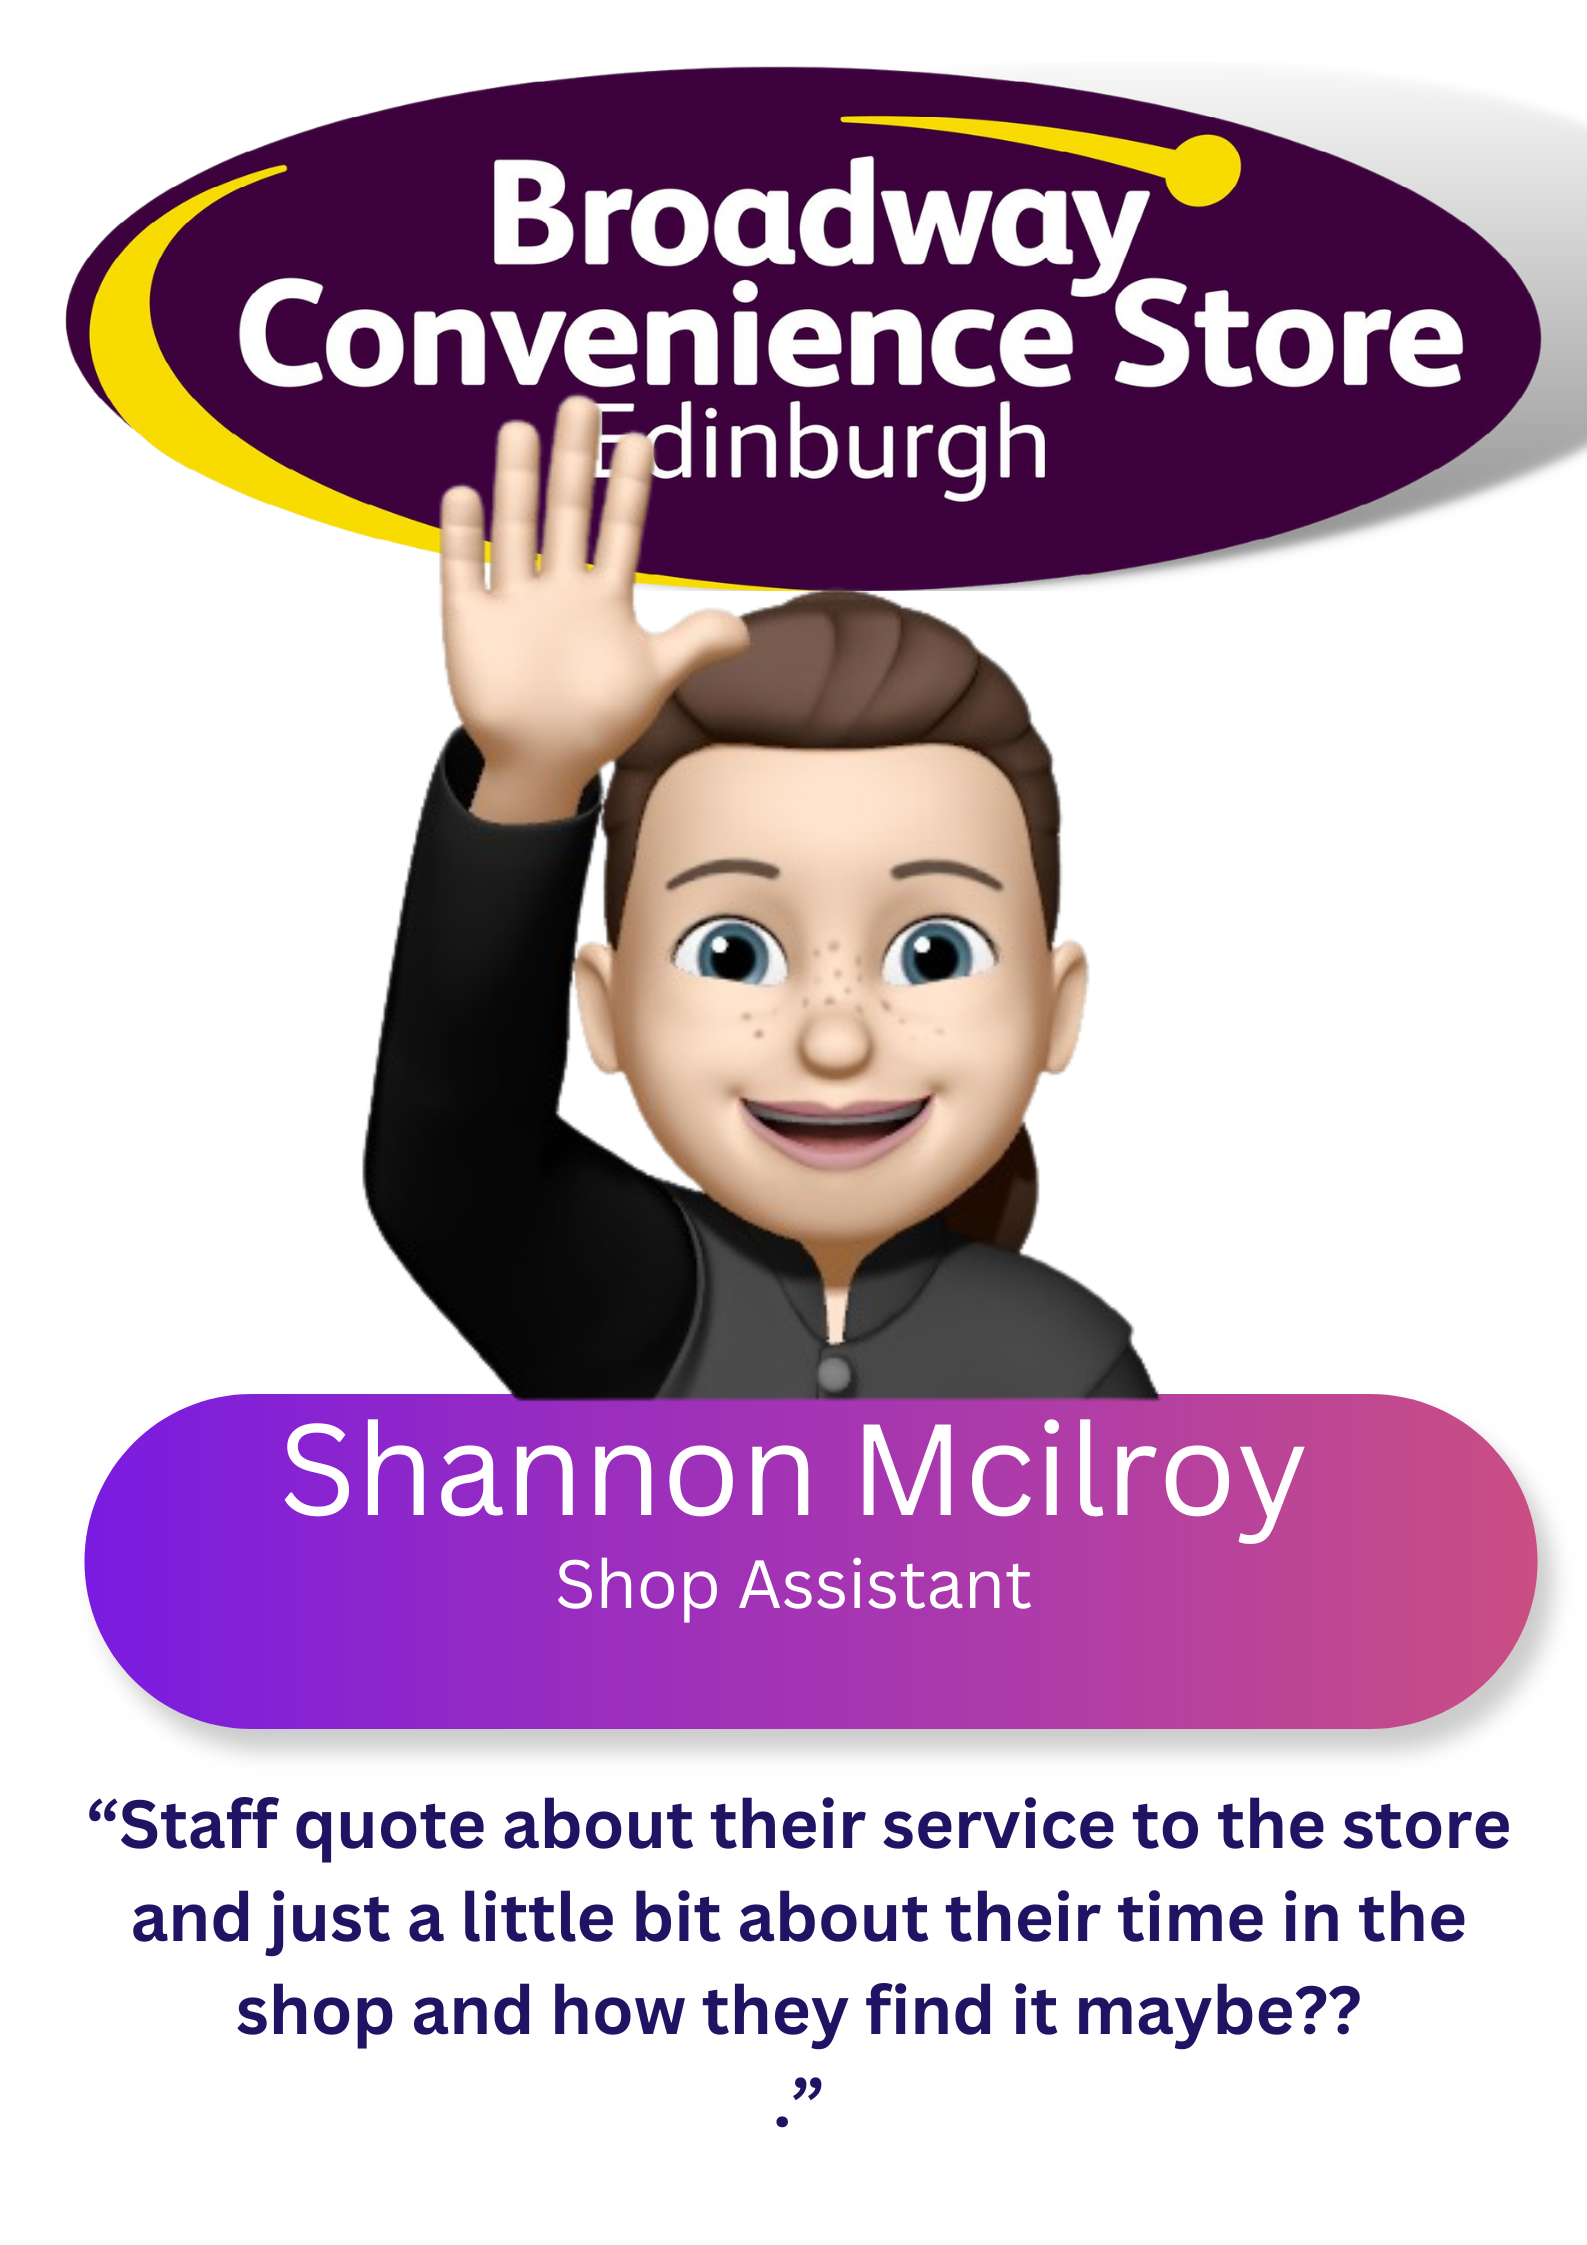 Broadway
Convenience Store
Edinburgh
Shannon Mcilroy
Shop Assistant
“Staff quote about their service to the store
and just a little bit about their time in the
shop and how they find it maybe??
.”